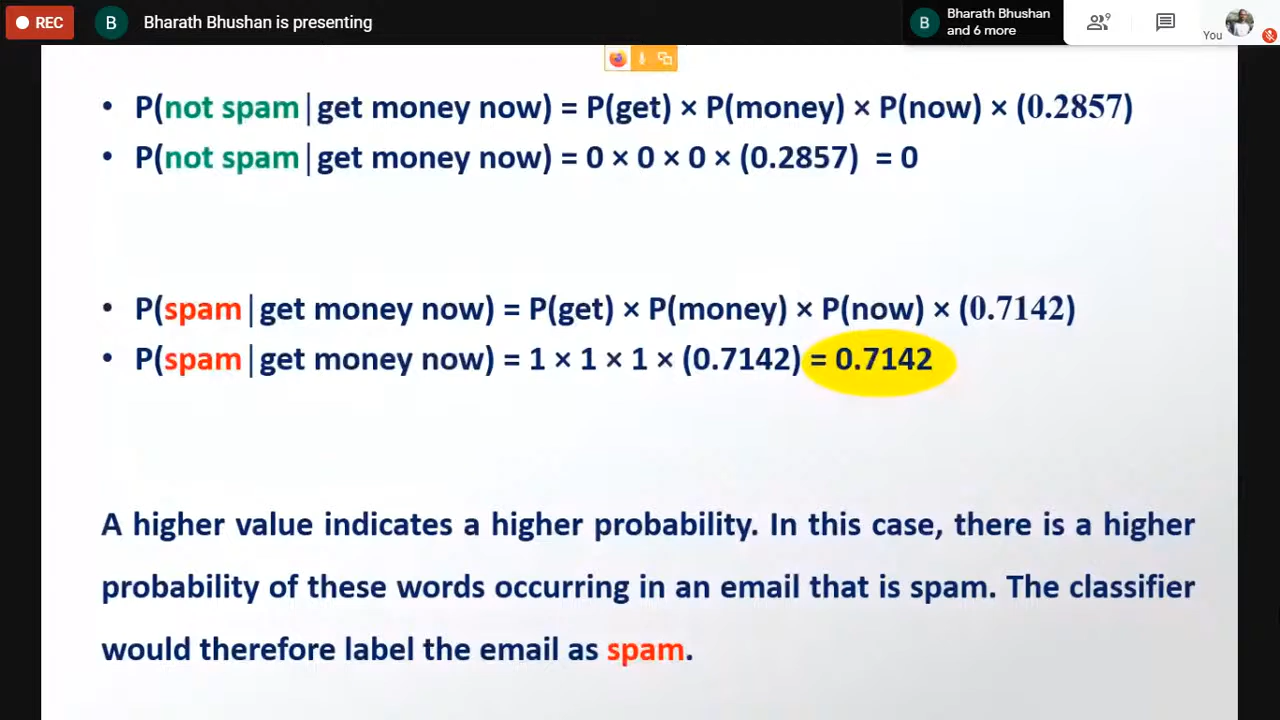 REC
B
Bharath Bhushan is presenting
B
Bharath Bhushan
and 6 more
9
You
• P(not spam|get money now) = P(get) × P(money) × P(now) × (0.2857)
• P(not spam|get money now) = 0 × 0 × 0 × (0.2857) = 0
• P(spam|get money now) = P(get) × P(money) × P(now) × (0.7142)
• P(spam|get money now) = 1 × 1 × 1 × (0.7142) = 0.7142
A higher value indicates a higher probability. In this case, there is a higher
probability of these words occurring in an email that is spam. The classifier
would therefore label the email as spam.